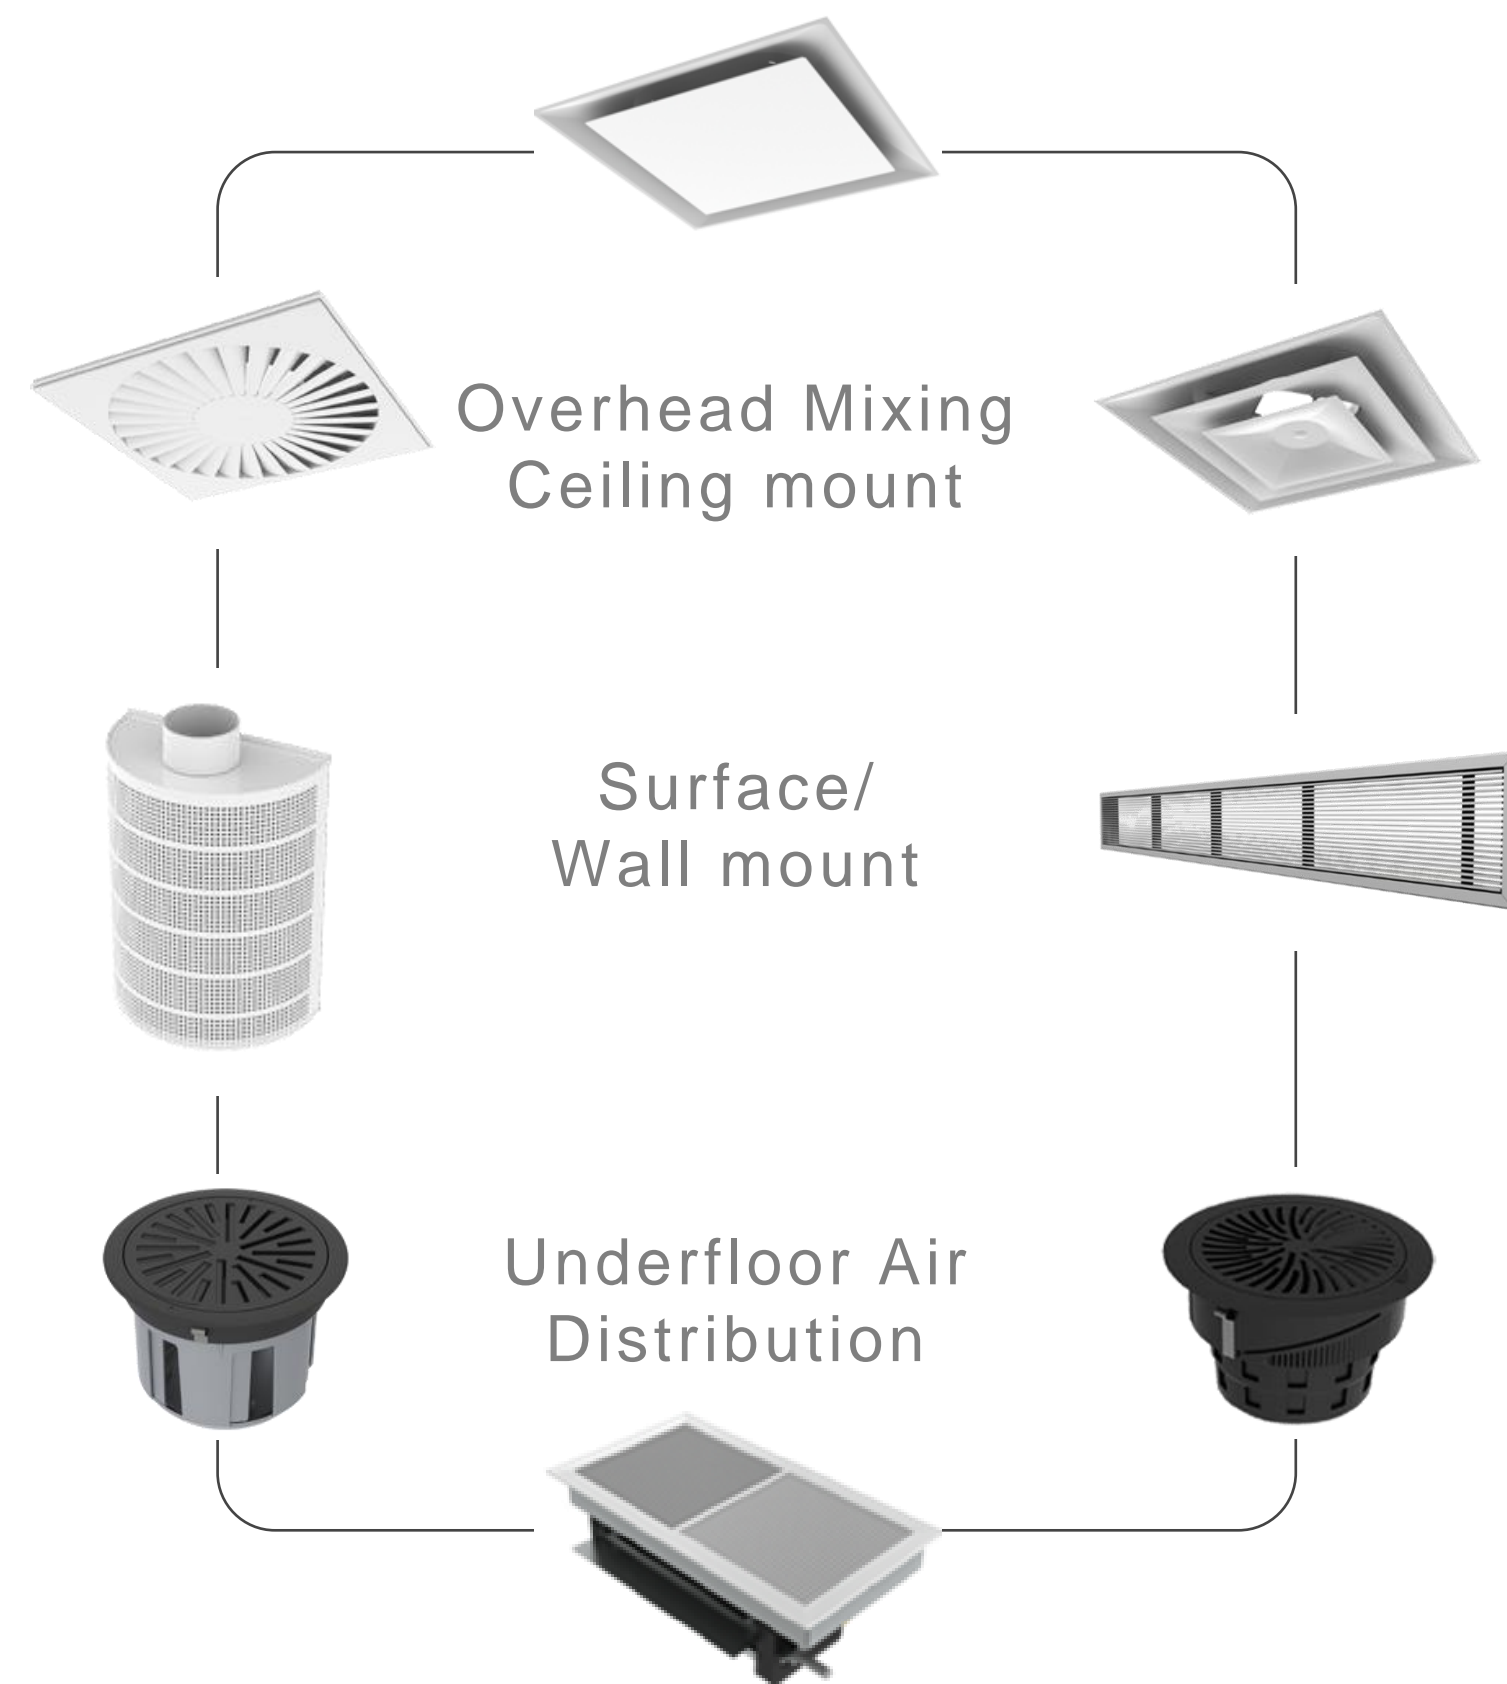 Overhead Mixing
Ceiling mount
Surface/
Wall mount
Underfloor Air
Distribution